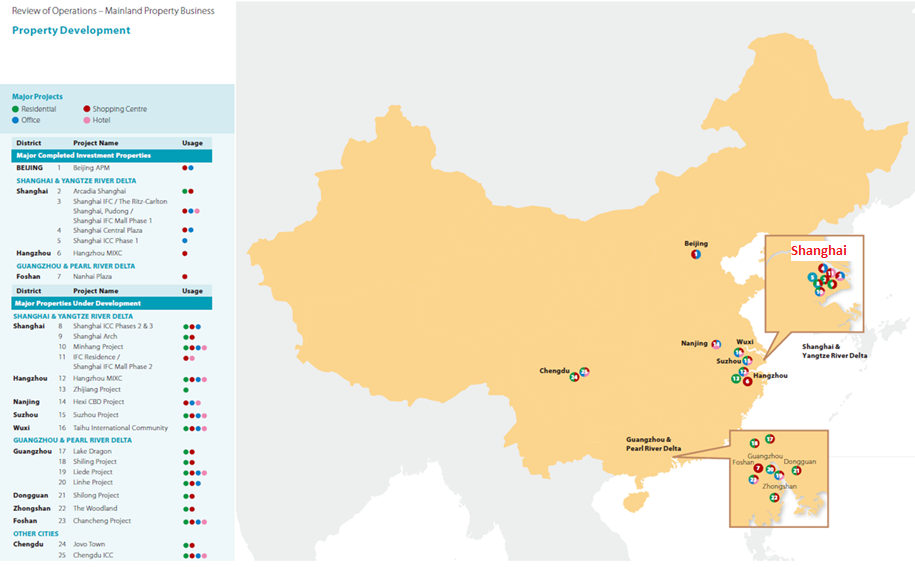 Review of Operations – Mainland Property Business
Property Development
Major Projects
Residential Shopping Centre
Office Hotel
District Project Name Usage
Major Completed Investment Properties
BEIJING 1 Beijing APM
SHANGHAI & YANGTZE RIVER DELTA
Shanghai 2 Arcadia Shanghai
3 Shanghai IFC / The Ritz-Carlton
Shanghai, Pudong /
Shanghai IFC Mall Phase 1
4 Shanghai Central Plaza
5 Shanghai ICC Phase 1
Hangzhou 6 Hangzhou MIXC
GUANGZHOU & PEARL RIVER DELTA
Foshan 7 Nanhai Plaza
District Project Name Usage
Major Properties Under Development
SHANGHAI & YANGTZE RIVER DELTA
Shanghai 8 Shanghai ICC Phases 2 & 3
9 Shanghai Arch
10 Minhang Project
11 IFC Residence /
Shanghai IFC Mall Phase 2
Hangzhou 12 Hangzhou MIXC
13 Zhijiang Project
Nanjing 14 Hexi CBD Project
Suzhou 15 Suzhou Project
Wuxi 16 Taihu International Community
GUANGZHOU & PEARL RIVER DELTA
Guangzhou 17 Lake Dragon
18 Shiling Project
19 Liede Project
20 Linhe Project
Dongguan 21 Shilong Project
Zhongshan 22 The Woodland
Foshan 23 Chancheng Project
OTHER CITIES
Chengdu 24 Jovo Town
25 Chengdu ICC
Beijing
1
Shanghai
Nanjing
Wuxi
Suzhou
Hangzhou
13
6
Shanghai &
Yangtze River Delta
Chengdu
24
Guangzhou &
Pearl River Delta
18 17
Guangzhou
Foshan
Dongguan
7
21
Zhongshan
22